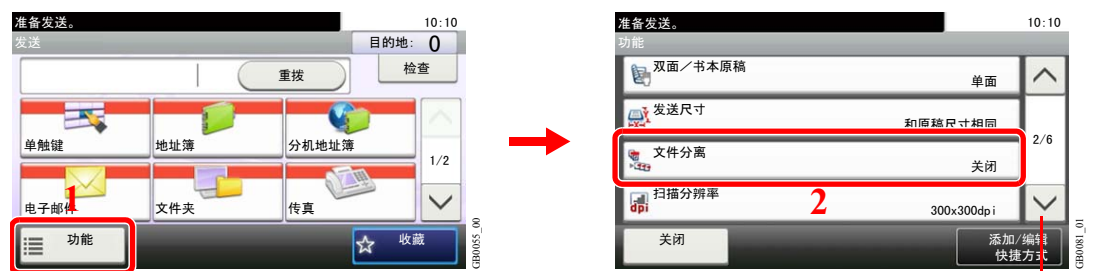 准备发送。
10:10
发送
目的地: 0
重拨
检查
单触键
地址簿
分机地址簿
1/2
电子邮件
文件夹
传真
1
功能
收藏
GB0055_00
准备发送。
10:10
功能
双面／书本原稿
单面
发送尺寸
和原稿尺寸相同
2/6
文件分离
关闭
扫描分辨率
300x300dpi
dpi
2
关闭
添加/编辑
快捷方式
GB0081_01